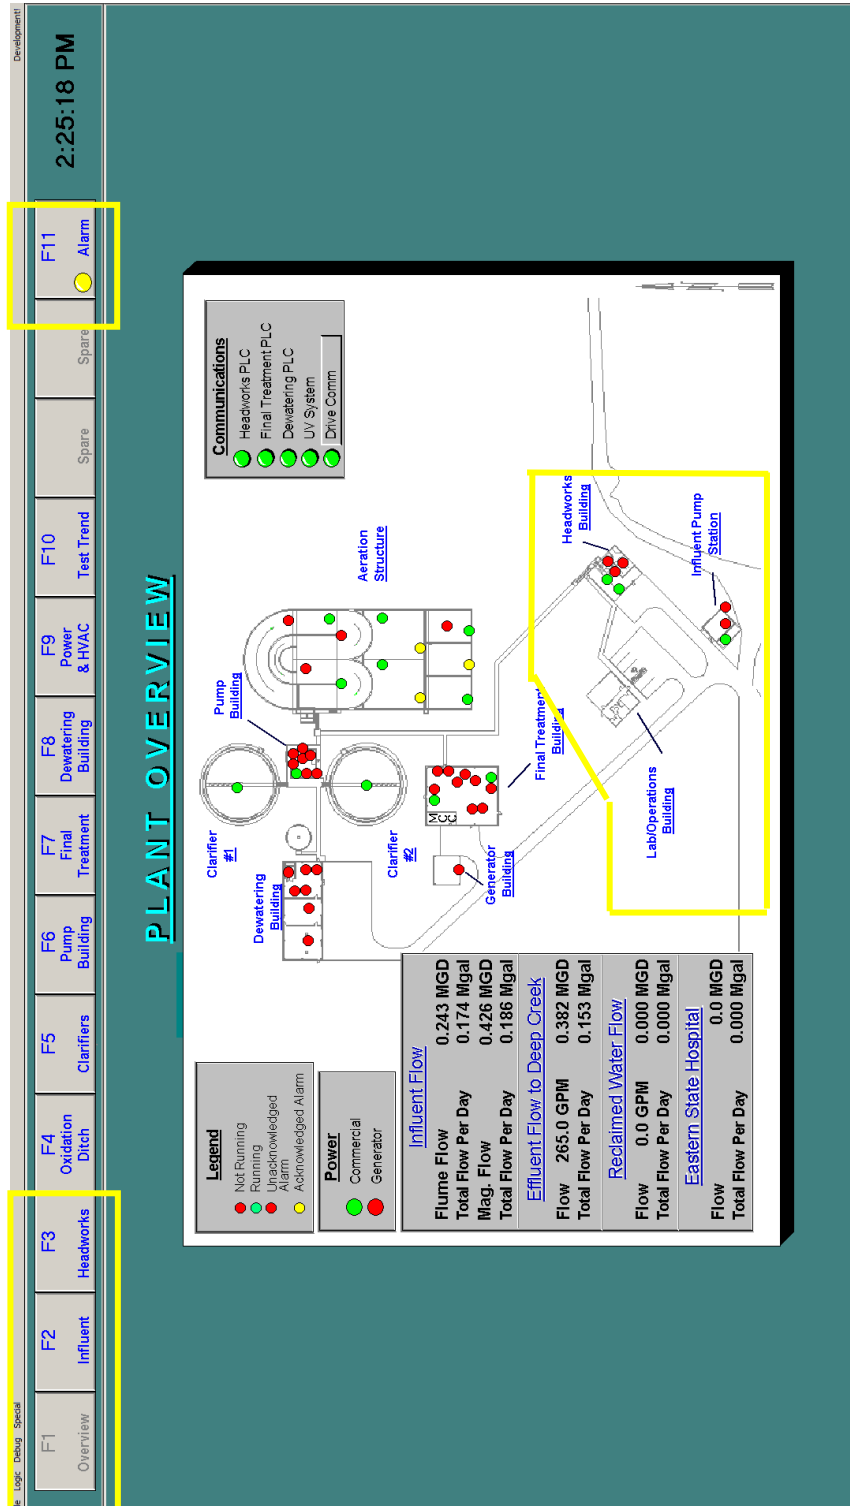 le Logic Debug Special
Development!
F1
Overview
F2
Influent
F3
Headworks
F4
Oxidation
Ditch
F5
Clarifiers
F6
Pump
Building
F7
Final
Treatment
F8
Dewatering
Building
F9
Power
& HVAC
F10
Test Trend
Spare
Spare
F11
Alarm
2:25:18 PM
PLANT OVERVIEW
Legend
Not Running
Running
Unacknowledged
Alarm
Acknowledged Alarm
Power
Commercial
Generator
Influent Flow
Flume Flow 0.243 MGD
Total Flow Per Day 0.174 Mgal
Mag. Flow 0.426 MGD
Total Flow Per Day 0.186 Mgal
Effluent Flow to Deep Creek
Flow 265.0 GPM 0.382 MGD
Total Flow Per Day 0.153 Mgal
Reclaimed Water Flow
Flow 0.0 GPM 0.000 MGD
Total Flow Per Day 0.000 Mgal
Eastern State Hospital
Flow 0.0 MGD
Total Flow Per Day 0.000 Mgal
Clarifier
#1
Pump
Building
Dewatering
Building
Clarifier
#2
Generator
Building
MCC
Final Treatment
Building
Aeration
Structure
Communications
Headworks PLC
Final Treatment PLC
Dewatering PLC
UV System
Drive Comm
Headworks
Building
Influent Pump
Station
Lab/Operations
Building